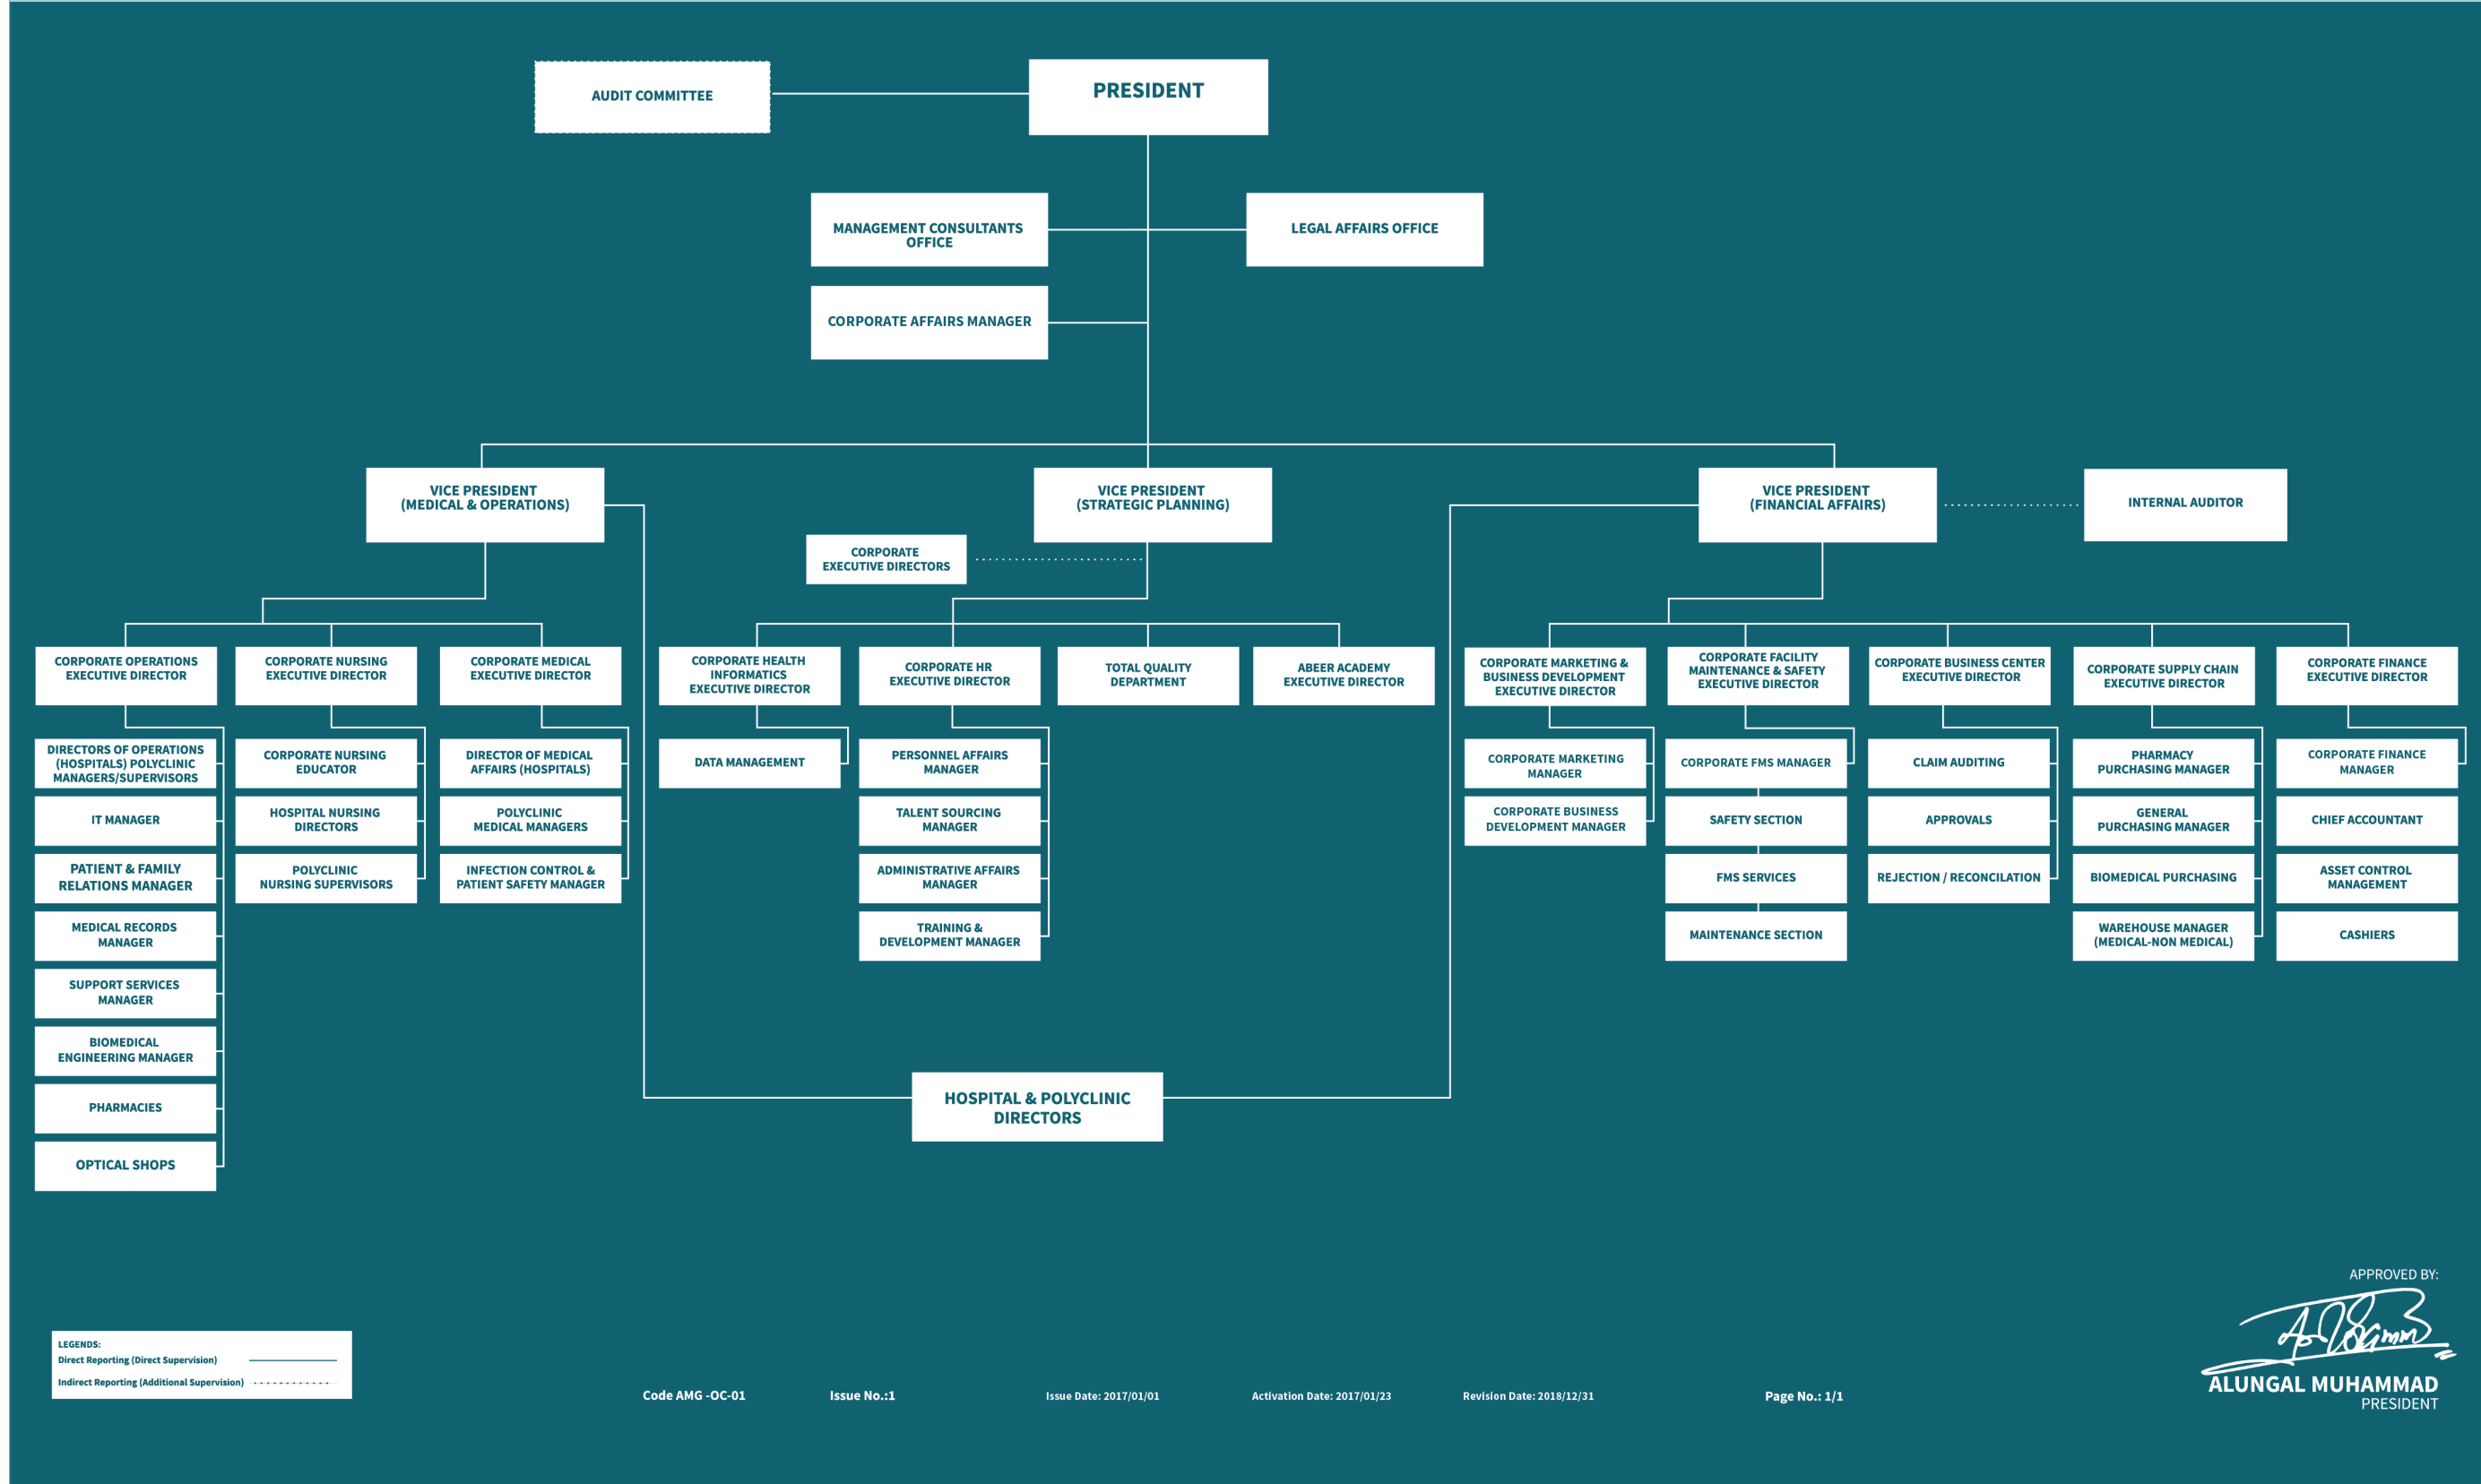 AUDIT COMMITTEE
PRESIDENT
MANAGEMENT CONSULTANTS
OFFICE
LEGAL AFFAIRS OFFICE
CORPORATE AFFAIRS MANAGER
VICE PRESIDENT
(MEDICAL & OPERATIONS)
VICE PRESIDENT
(STRATEGIC PLANNING)
VICE PRESIDENT
(FINANCIAL AFFAIRS)
INTERNAL AUDITOR
CORPORATE
EXECUTIVE DIRECTORS
CORPORATE OPERATIONS
EXECUTIVE DIRECTOR
CORPORATE NURSING
EXECUTIVE DIRECTOR
CORPORATE MEDICAL
EXECUTIVE DIRECTOR
CORPORATE HEALTH
INFORMATICS
EXECUTIVE DIRECTOR
CORPORATE HR
EXECUTIVE DIRECTOR
TOTAL QUALITY
DEPARTMENT
ABEER ACADEMY
EXECUTIVE DIRECTOR
CORPORATE MARKETING &
BUSINESS DEVELOPMENT
EXECUTIVE DIRECTOR
CORPORATE FACILITY
MAINTENANCE & SAFETY
EXECUTIVE DIRECTOR
CORPORATE BUSINESS CENTER
EXECUTIVE DIRECTOR
CORPORATE SUPPLY CHAIN
EXECUTIVE DIRECTOR
CORPORATE FINANCE
EXECUTIVE DIRECTOR
DIRECTORS OF OPERATIONS
(HOSPITALS) POLYCLINIC
MANAGERS/SUPERVISORS
IT MANAGER
PATIENT & FAMILY
RELATIONS MANAGER
MEDICAL RECORDS
MANAGER
SUPPORT SERVICES
MANAGER
BIOMEDICAL
ENGINEERING MANAGER
PHARMACIES
OPTICAL SHOPS
CORPORATE NURSING
EDUCATOR
HOSPITAL NURSING
DIRECTORS
POLYCLINIC
NURSING SUPERVISORS
DIRECTOR OF MEDICAL
AFFAIRS (HOSPITALS)
POLYCLINIC
MEDICAL MANAGERS
INFECTION CONTROL &
PATIENT SAFETY MANAGER
DATA MANAGEMENT
PERSONNEL AFFAIRS
MANAGER
TALENT SOURCING
MANAGER
ADMINISTRATIVE AFFAIRS
MANAGER
TRAINING &
DEVELOPMENT MANAGER
CORPORATE MARKETING
MANAGER
CORPORATE BUSINESS
DEVELOPMENT MANAGER
CORPORATE FMS MANAGER
SAFETY SECTION
FMS SERVICES
MAINTENANCE SECTION
CLAIM AUDITING
APPROVALS
REJECTION / RECONCILATION
PHARMACY
PURCHASING MANAGER
GENERAL
PURCHASING MANAGER
BIOMEDICAL PURCHASING
WAREHOUSE MANAGER
(MEDICAL-NON MEDICAL)
CORPORATE FINANCE
MANAGER
CHIEF ACCOUNTANT
ASSET CONTROL
MANAGEMENT
CASHIERS
HOSPITAL & POLYCLINIC
DIRECTORS
LEGENDS:
Direct Reporting (Direct Supervision)
Indirect Reporting (Additional Supervision)
Code AMG -OC-01
Issue No.:1
Issue Date: 2017/01/01
Activation Date: 2017/01/23
Revision Date: 2018/12/31
Page No.: 1/1
APPROVED BY:
ALUNGAL MUHAMMAD
PRESIDENT